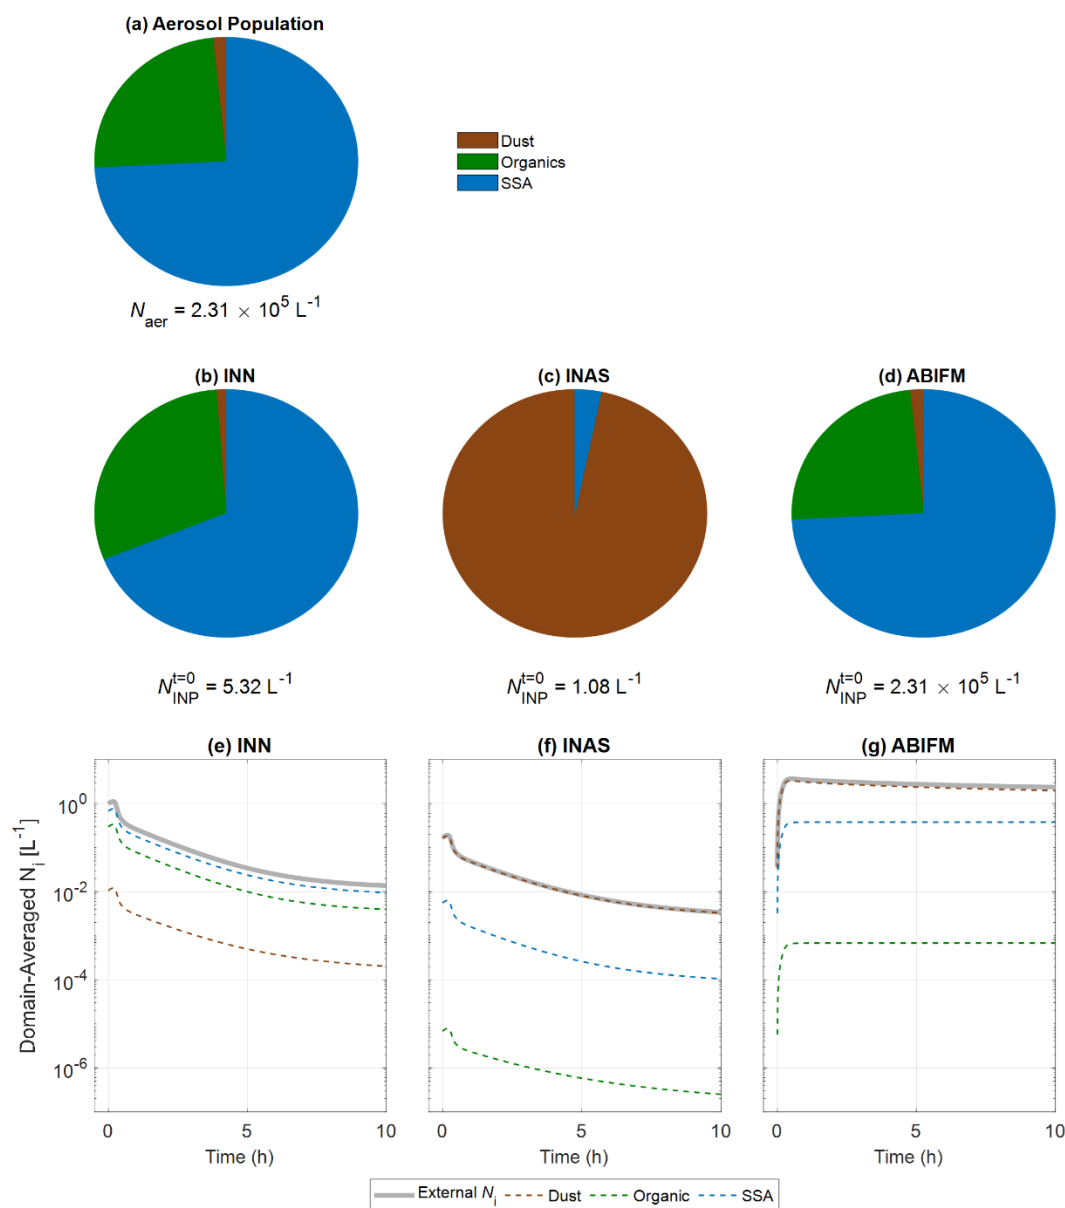 (a) Aerosol Population
Dust
Organics
SSA
N_aer = 2.31 × 10^5 L^-1
(b) INN
(c) INAS
(d) ABIFM
N_INP^t=0 = 5.32 L^-1
N_INP^t=0 = 1.08 L^-1
N_INP^t=0 = 2.31 × 10^5 L^-1
(e) INN
(f) INAS
(g) ABIFM
Domain-Averaged N_i [L^-1]
10^0
10^-2
10^-4
10^-6
0 5 10
0 5 10
0 5 10
Time (h)
Time (h)
Time (h)
External N_i
Dust
Organic
SSA